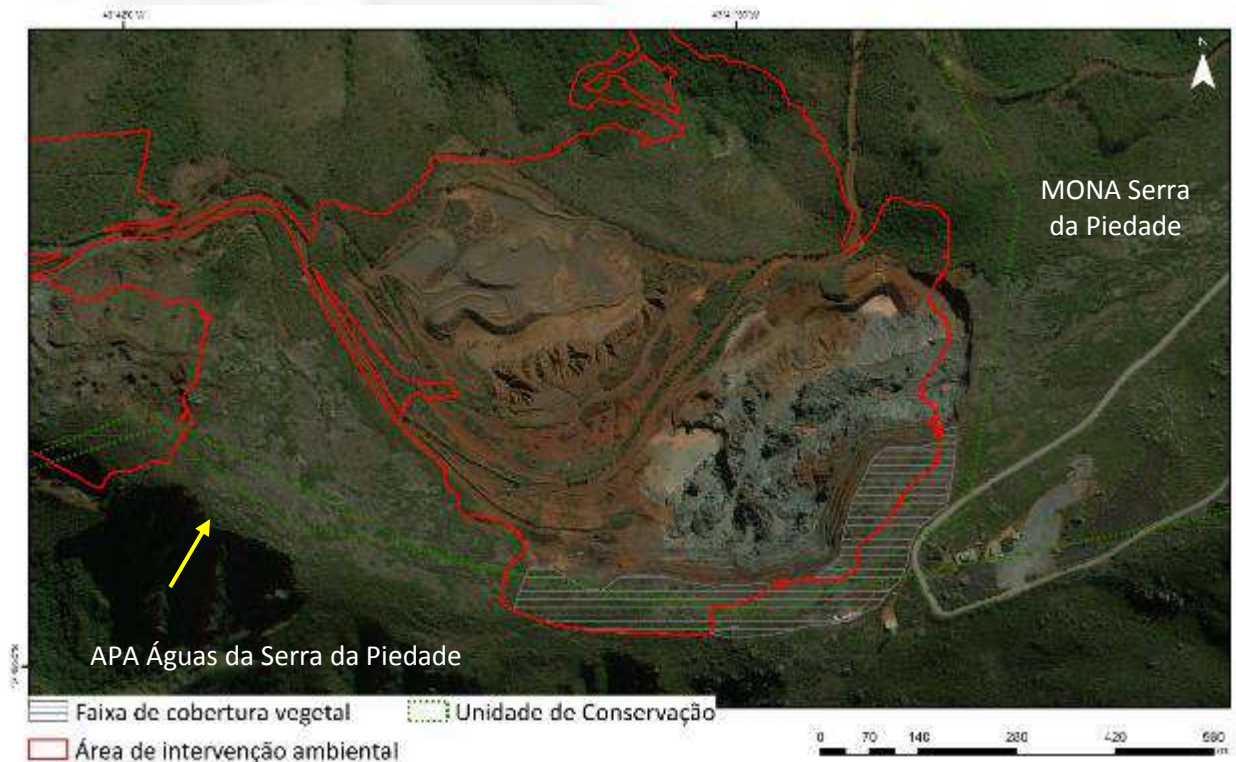 MONA Serra
da Piedade
APA Águas da Serra da Piedade
Faixa de cobertura vegetal
Unidade de Conservação
Área de intervenção ambiental
0 70 140 280 420 560
m